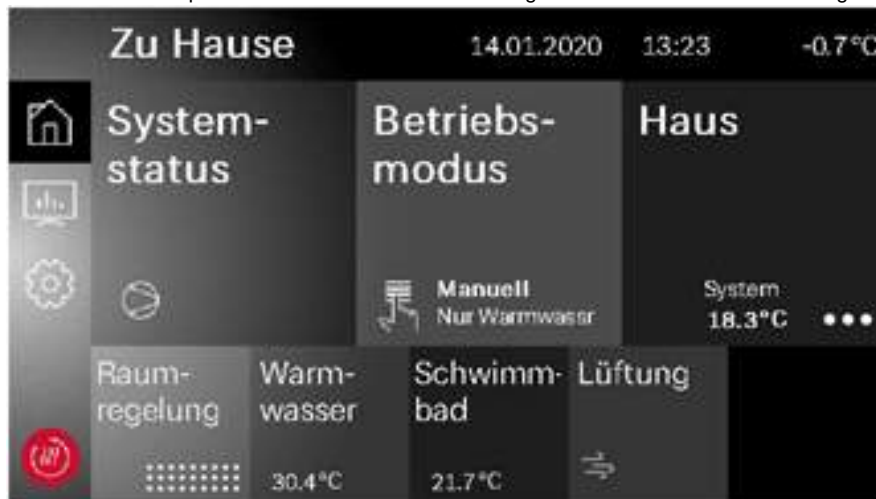 Zu Hause 14.01.2020 13:23 -0.7°C
System-
status
Betriebs-
modus
Haus
Manuell
Nur Warmwassr
System
18.3°C
Raum-
regelung
Warm-
wasser
30.4°C
Schwimm-
bad
21.7°C
Lüftung